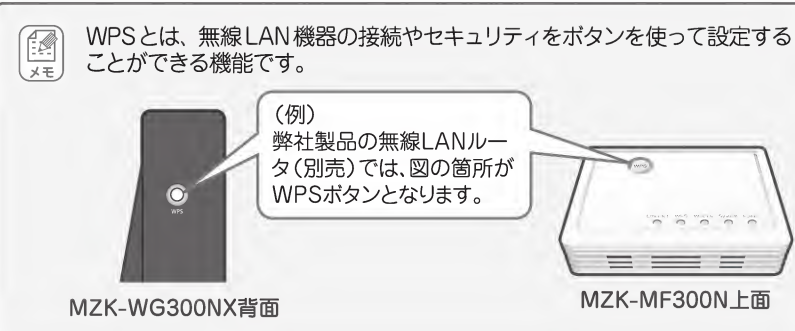 メモ
WPSとは、無線LAN機器の接続やセキュリティをボタンを使って設定する
ことができる機能です。
(例)
弊社製品の無線LANルー
タ(別売)では、図の箇所が
WPSボタンとなります。
WPS
WPS
MZK-WG300NX背面
MZK-MF300N上面